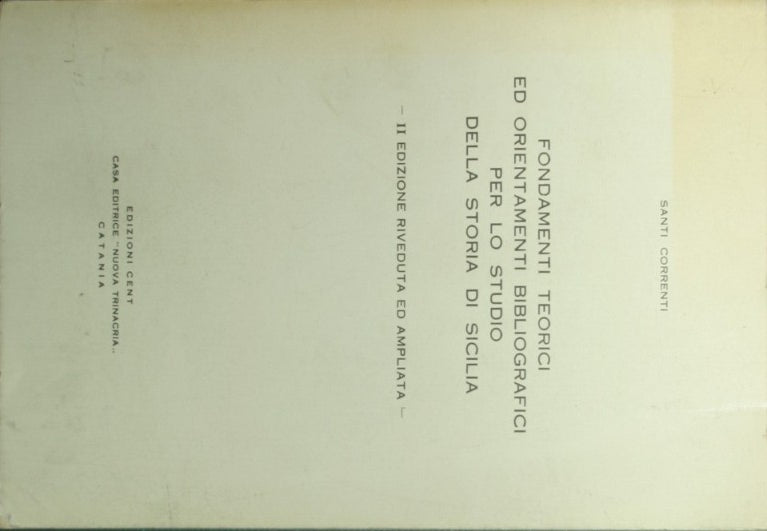 SANTI CORRENTI
FONDAMENTI TEORICI
ED ORIENTAMENTI BIBLIOGRAFICI
PER LO STUDIO
DELLA STORIA DI SICILIA
- II EDIZIONE RIVEDUTA ED AMPLIATA -
EDIZIONI CENT
CASA EDITRICE "NUOVA TRINACRIA„
CATANIA